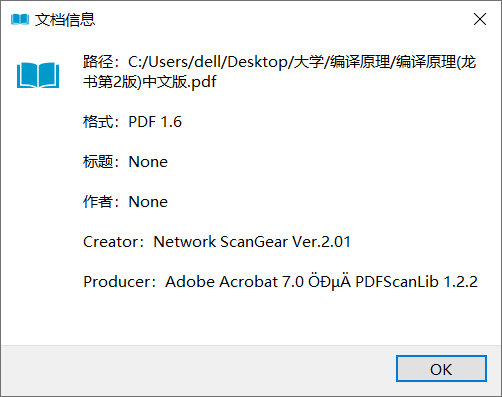 文档信息
路径：C:/Users/dell/Desktop/大学/编译原理/编译原理(龙
书第2版)中文版.pdf
格式：PDF 1.6
标题：None
作者：None
Creator：Network ScanGear Ver.2.01
Producer：Adobe Acrobat 7.0 ÖÐµÄ PDFScanLib 1.2.2
OK